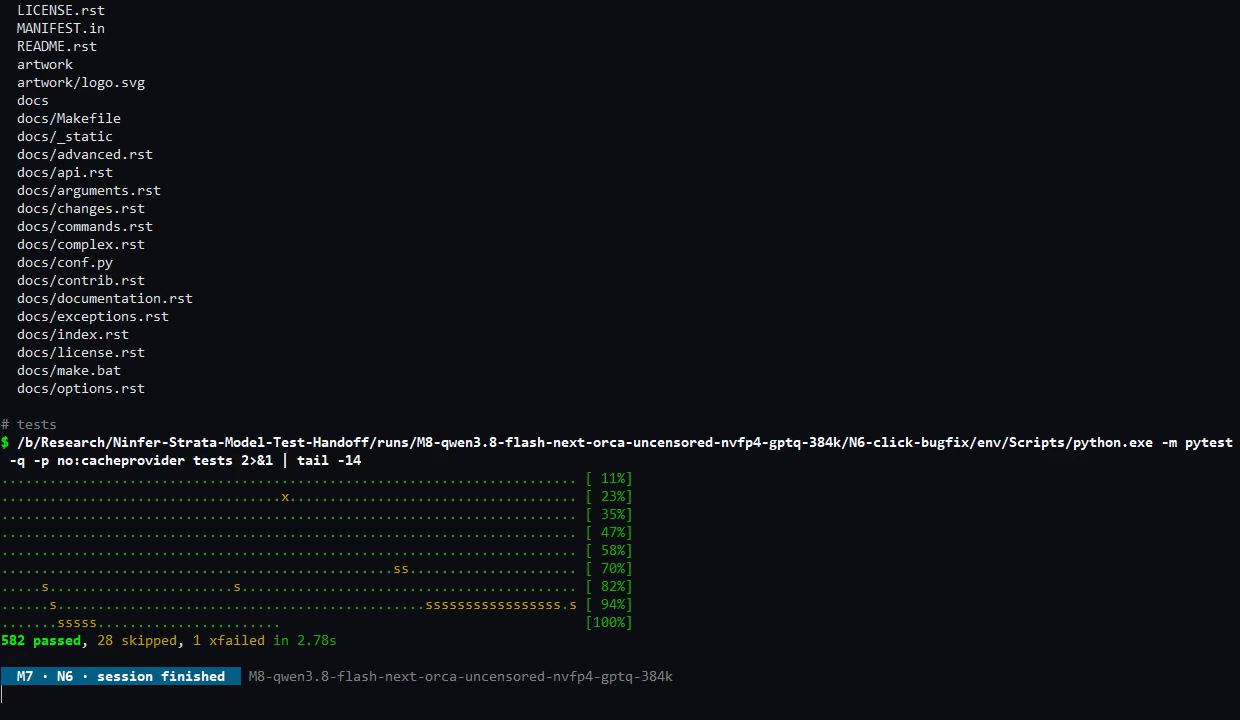 LICENSE.rst
MANIFEST.in
README.rst
artwork
artwork/logo.svg
docs
docs/Makefile
docs/_static
docs/advanced.rst
docs/api.rst
docs/arguments.rst
docs/changes.rst
docs/commands.rst
docs/complex.rst
docs/conf.py
docs/contrib.rst
docs/documentation.rst
docs/exceptions.rst
docs/index.rst
docs/license.rst
docs/make.bat
docs/options.rst
# tests
$ /b/Research/Ninfer-Strata-Model-Test-Handoff/runs/M8-qwen3.8-flash-next-orca-uncensored-nvfp4-gptq-384k/N6-click-bugfix/env/Scripts/python.exe -m pytest
-q -p no:cacheprovider tests 2>&1 | tail -14
........................................................................ [ 11%]
...................................x.................................... [ 23%]
........................................................................ [ 35%]
........................................................................ [ 47%]
........................................................................ [ 58%]
.................................................ss..................... [ 70%]
.....s.......................s.......................................... [ 82%]
......s..............................................sssssssssssssssss.s [ 94%]
.......sssss....................... [100%]
582 passed, 28 skipped, 1 xfailed in 2.78s
M7 · N6 · session finished M8-qwen3.8-flash-next-orca-uncensored-nvfp4-gptq-384k